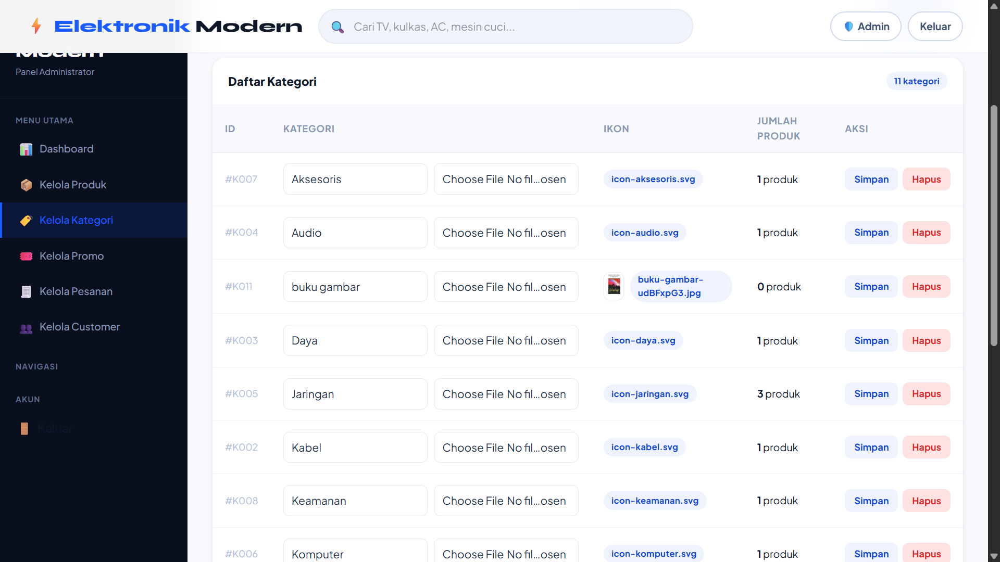 Elektronik Modern
Cari TV, kulkas, AC, mesin cuci...
Admin
Keluar
Modern
Panel Administrator
MENU UTAMA
Dashboard
Kelola Produk
Kelola Kategori
Kelola Promo
Kelola Pesanan
Kelola Customer
NAVIGASI
AKUN
Keluar
Daftar Kategori
11 kategori
ID KATEGORI IKON JUMLAH PRODUK AKSI
#K007 Aksesoris Choose File No fil...osen icon-aksesoris.svg 1 produk Simpan Hapus
#K004 Audio Choose File No fil...osen icon-audio.svg 1 produk Simpan Hapus
#K011 buku gambar Choose File No fil...osen buku-gambar-udBFxpG3.jpg 0 produk Simpan Hapus
#K003 Daya Choose File No fil...osen icon-daya.svg 1 produk Simpan Hapus
#K005 Jaringan Choose File No fil...osen icon-jaringan.svg 3 produk Simpan Hapus
#K002 Kabel Choose File No fil...osen icon-kabel.svg 1 produk Simpan Hapus
#K008 Keamanan Choose File No fil...osen icon-keamanan.svg 1 produk Simpan Hapus
#K006 Komputer Choose File No fil...osen icon-komputer.svg 1 produk Simpan Hapus